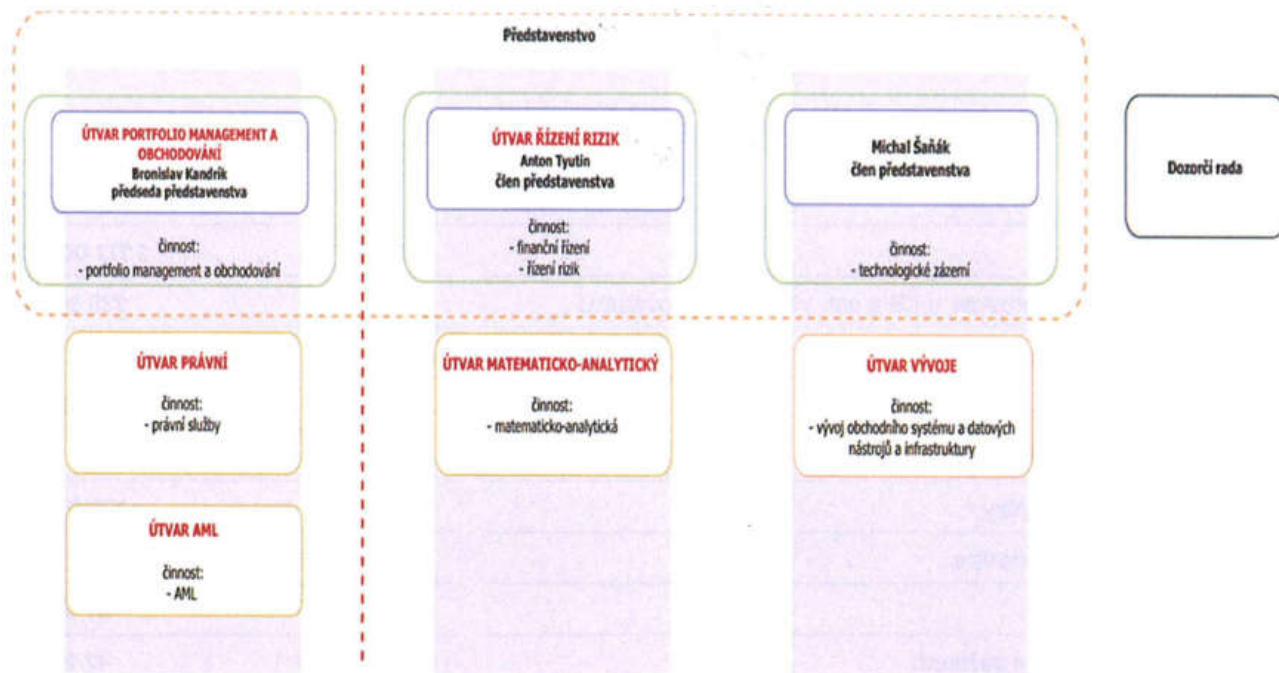 Představenstvo
ÚTVAR PORTFOLIO MANAGEMENT A
OBCHODOVÁNÍ
Bronislav Kandrík
předseda představenstva
činnost:
- portfolio management a obchodování
ÚTVAR ŘÍZENÍ RIZIK
Anton Tyutin
člen představenstva
činnost:
- finanční řízení
- řízení rizik
Michal Šaňák
člen představenstva
činnost:
- technologické zázemí
Dozorčí rada
ÚTVAR PRÁVNÍ
činnost:
- právní služby
ÚTVAR MATEMATICKO-ANALYTICKÝ
činnost:
- matematicko-analytická
ÚTVAR VÝVOJE
činnost:
- vývoj obchodního systému a datových
nástrojů a infrastruktury
ÚTVAR AML
činnost:
- AML